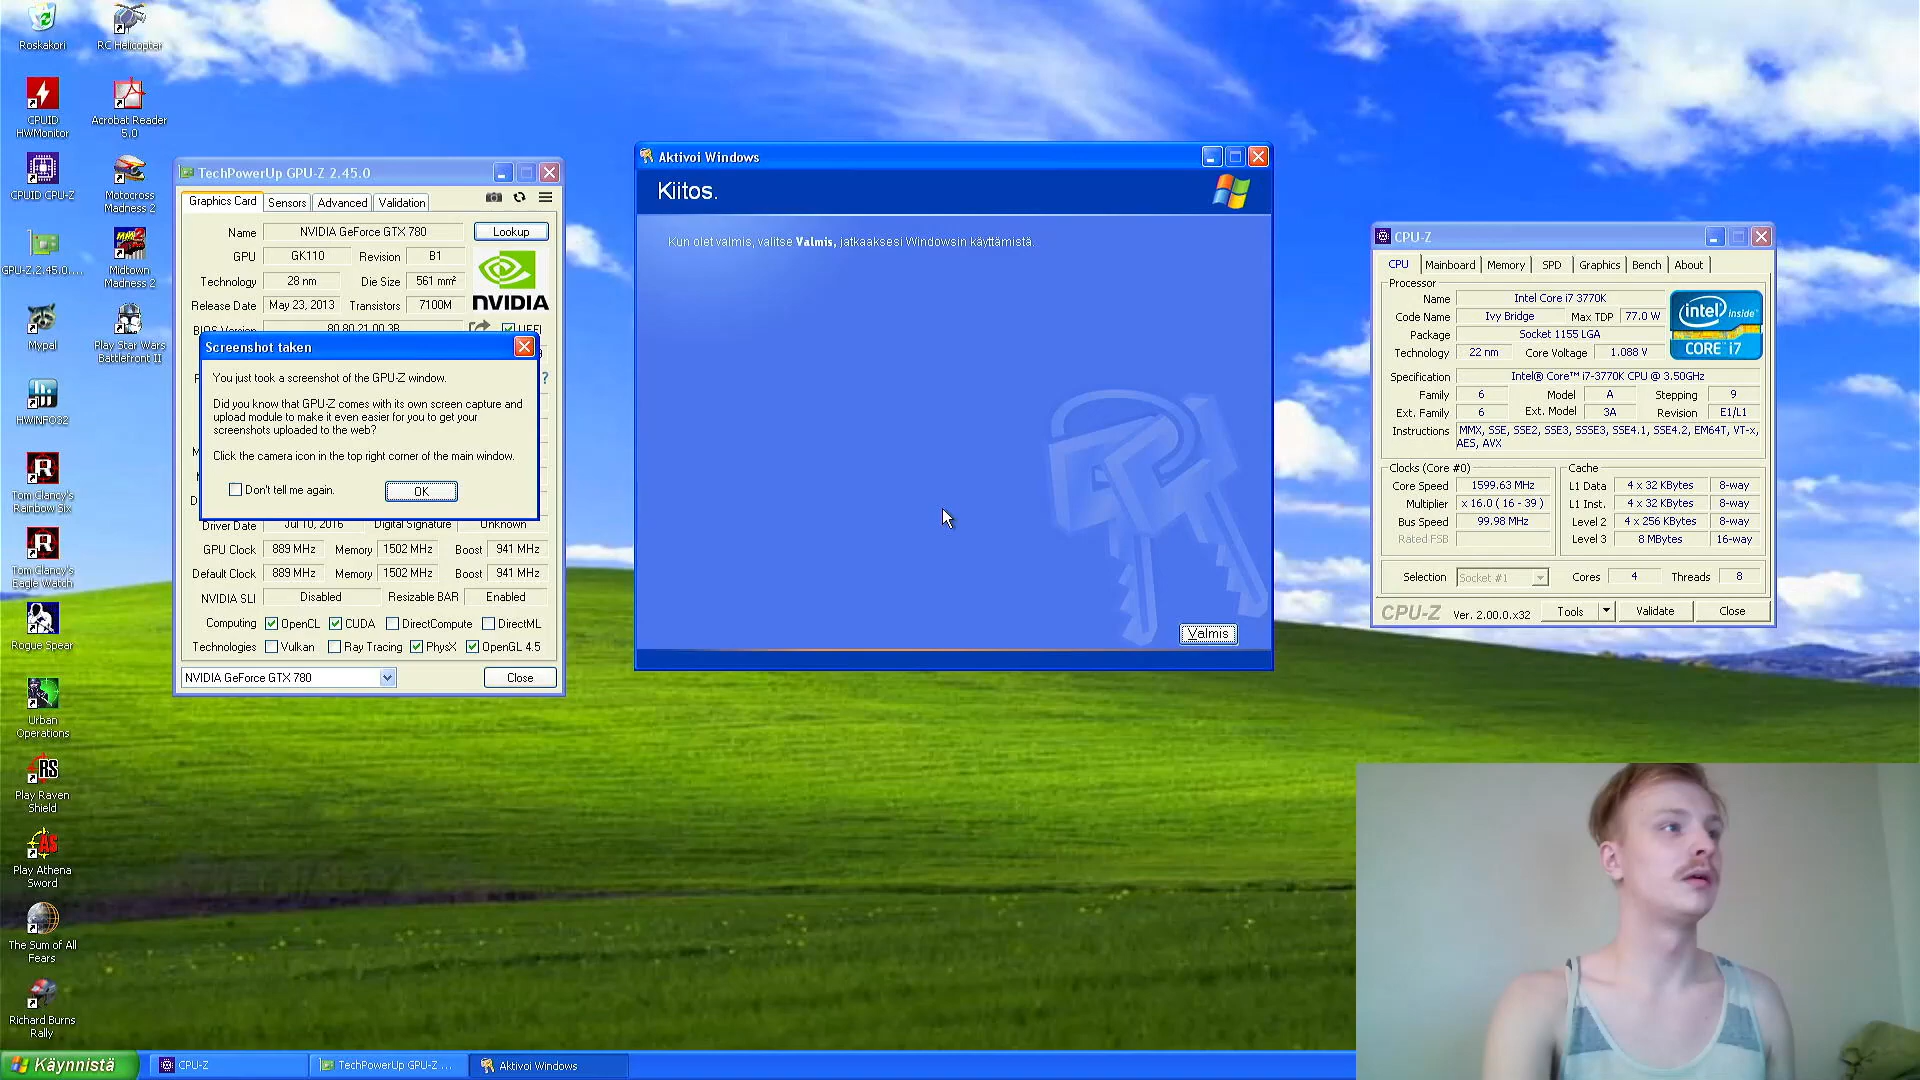 Roskakori
RC Helicopter
CPUID
HWMonitor
Acrobat Reader
5.0
CPUID CPU-Z
Motocross
Madness 2
GPU-Z.2.45.0....
Midtown
Madness 2
Mypal
Play Star Wars
Battlefront II
HWiNFO32
Tom Clancy's
Rainbow Six
Tom Clancy's
Eagle Watch
Rogue Spear
Urban
Operations
RS
Play Raven
Shield
AS
Play Athena
Sword
The Sum of All
Fears
Richard Burns
Rally
TechPowerUp GPU-Z 2.45.0
Graphics Card Sensors Advanced Validation
Name NVIDIA GeForce GTX 780 Lookup
GPU GK110 Revision B1
Technology 28 nm Die Size 561 mm²
Release Date May 23, 2013 Transistors 7100M
NVIDIA
BIOS Version 80.80.21.00.3B UEFI
Screenshot taken
You just took a screenshot of the GPU-Z window.
Did you know that GPU-Z comes with its own screen capture and
upload module to make it even easier for you to get your
screenshots uploaded to the web?
Click the camera icon in the top right corner of the main window.
Don't tell me again. OK
Driver Date Jul 10, 2016 Digital Signature Unknown
GPU Clock 889 MHz Memory 1502 MHz Boost 941 MHz
Default Clock 889 MHz Memory 1502 MHz Boost 941 MHz
NVIDIA SLI Disabled Resizable BAR Enabled
Computing OpenCL CUDA DirectCompute DirectML
Technologies Vulkan Ray Tracing PhysX OpenGL 4.5
NVIDIA GeForce GTX 780 Close
Aktivoi Windows
Kiitos.
Kun olet valmis, valitse Valmis, jatkaaksesi Windowsin käyttämistä.
Valmis
CPU-Z
CPU Mainboard Memory SPD Graphics Bench About
Processor
Name Intel Core i7 3770K
Code Name Ivy Bridge Max TDP 77.0 W
Package Socket 1155 LGA
Technology 22 nm Core Voltage 1.088 V
intel inside
CORE i7
Specification Intel® Core™ i7-3770K CPU @ 3.50GHz
Family 6 Model A Stepping 9
Ext. Family 6 Ext. Model 3A Revision E1/L1
Instructions MMX, SSE, SSE2, SSE3, SSSE3, SSE4.1, SSE4.2, EM64T, VT-x,
AES, AVX
Clocks (Core #0) Cache
Core Speed 1599.63 MHz L1 Data 4 x 32 KBytes 8-way
Multiplier x 16.0 ( 16 - 39 ) L1 Inst. 4 x 32 KBytes 8-way
Bus Speed 99.98 MHz Level 2 4 x 256 KBytes 8-way
Rated FSB Level 3 8 MBytes 16-way
Selection Socket #1 Cores 4 Threads 8
CPU-Z Ver. 2.00.0.x32 Tools Validate Close
Käynnistä CPU-Z TechPowerUp GPU-Z ... Aktivoi Windows